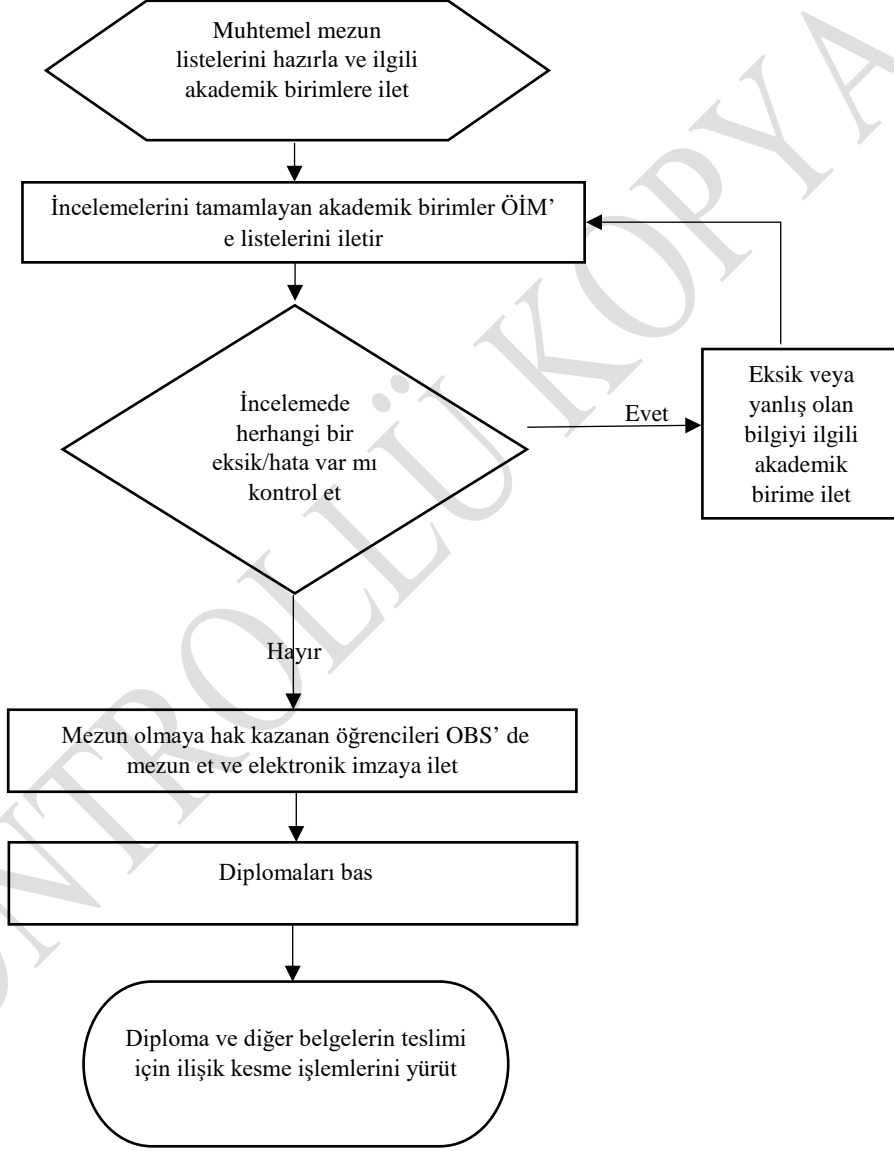 Muhtemel mezun
listelerini hazırla ve ilgili
akademik birimlere ilet
İncelemelerini tamamlayan akademik birimler ÖİM’
e listelerini iletir
İncelemede
herhangi bir
eksik/hata var mı
kontrol et
Evet
Eksik veya
yanlış olan
bilgiyi ilgili
akademik
birime ilet
Hayır
Mezun olmaya hak kazanan öğrencileri OBS’ de
mezun et ve elektronik imzaya ilet
Diplomaları bas
Diploma ve diğer belgelerin teslimi
için ilişik kesme işlemlerini yürüt
ONTROLLÜ KOPYA